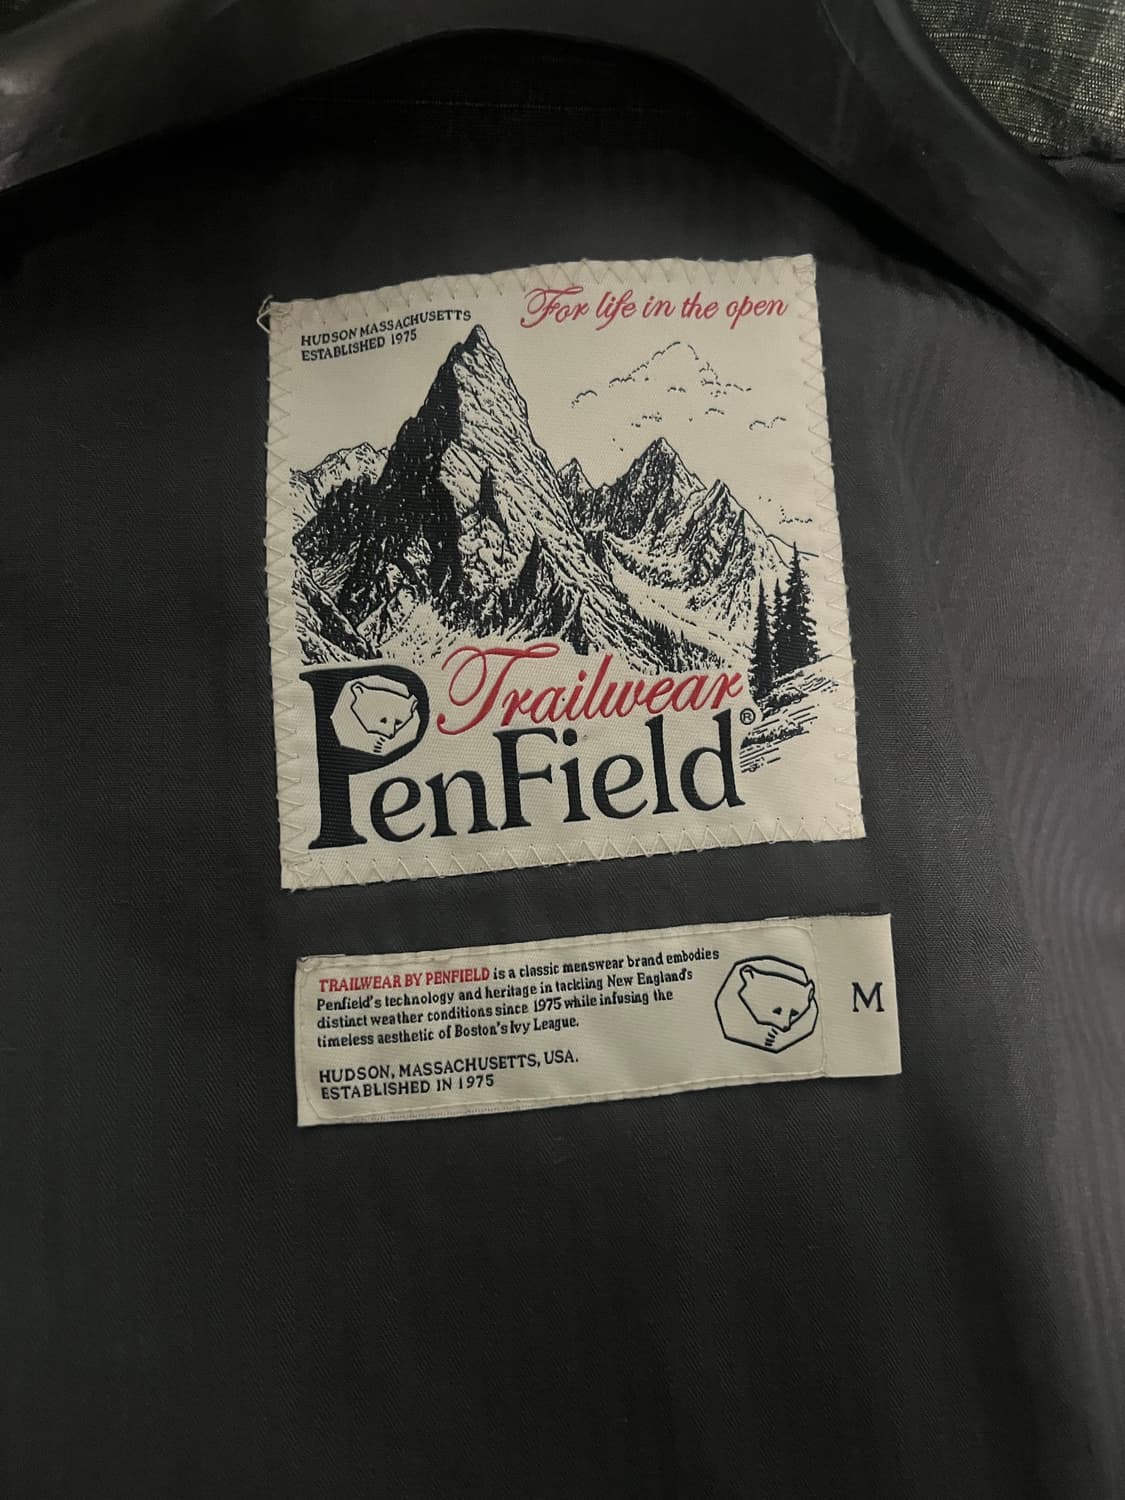 For life in the open
HUDSON MASSACHUSETTS
ESTABLISHED 1975
Trailwear
PenField®
TRAILWEAR BY PENFIELD is a classic menswear brand embodies
Penfield's technology and heritage in tackling New England's
distinct weather conditions since 1975 while infusing the
timeless aesthetic of Boston's Ivy League.
HUDSON, MASSACHUSETTS, USA.
ESTABLISHED IN 1975
M